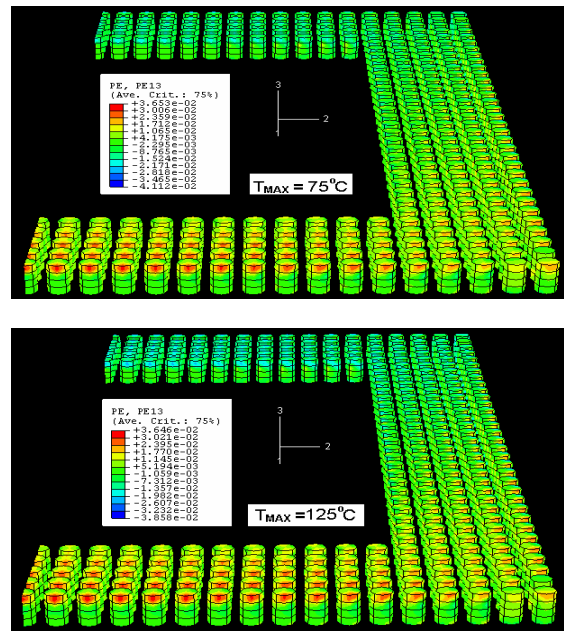 PE, PE13
(Ave. Crit.: 75%)
+3.653e-02
+3.006e-02
+2.359e-02
+1.712e-02
+1.065e-02
+4.175e-03
-2.295e-03
-8.765e-03
-1.524e-02
-2.171e-02
-2.818e-02
-3.465e-02
-4.112e-02
3
2
1
TMAX = 75°C
PE, PE13
(Ave. Crit.: 75%)
+3.646e-02
+3.021e-02
+2.395e-02
+1.770e-02
+1.145e-02
+5.194e-03
-1.059e-03
-7.312e-03
-1.357e-02
-1.982e-02
-2.607e-02
-3.232e-02
-3.858e-02
3
2
1
TMAX =125°C